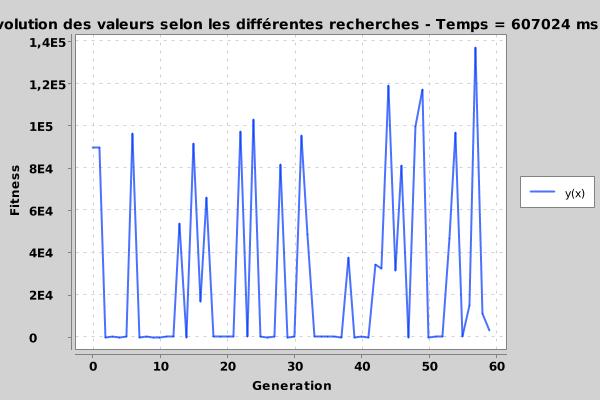 volution des valeurs selon les différentes recherches - Temps = 607024 ms
1,4E5
1,2E5
1E5
8E4
6E4
4E4
2E4
0
Fitness
0 10 20 30 40 50 60
Generation
y(x)